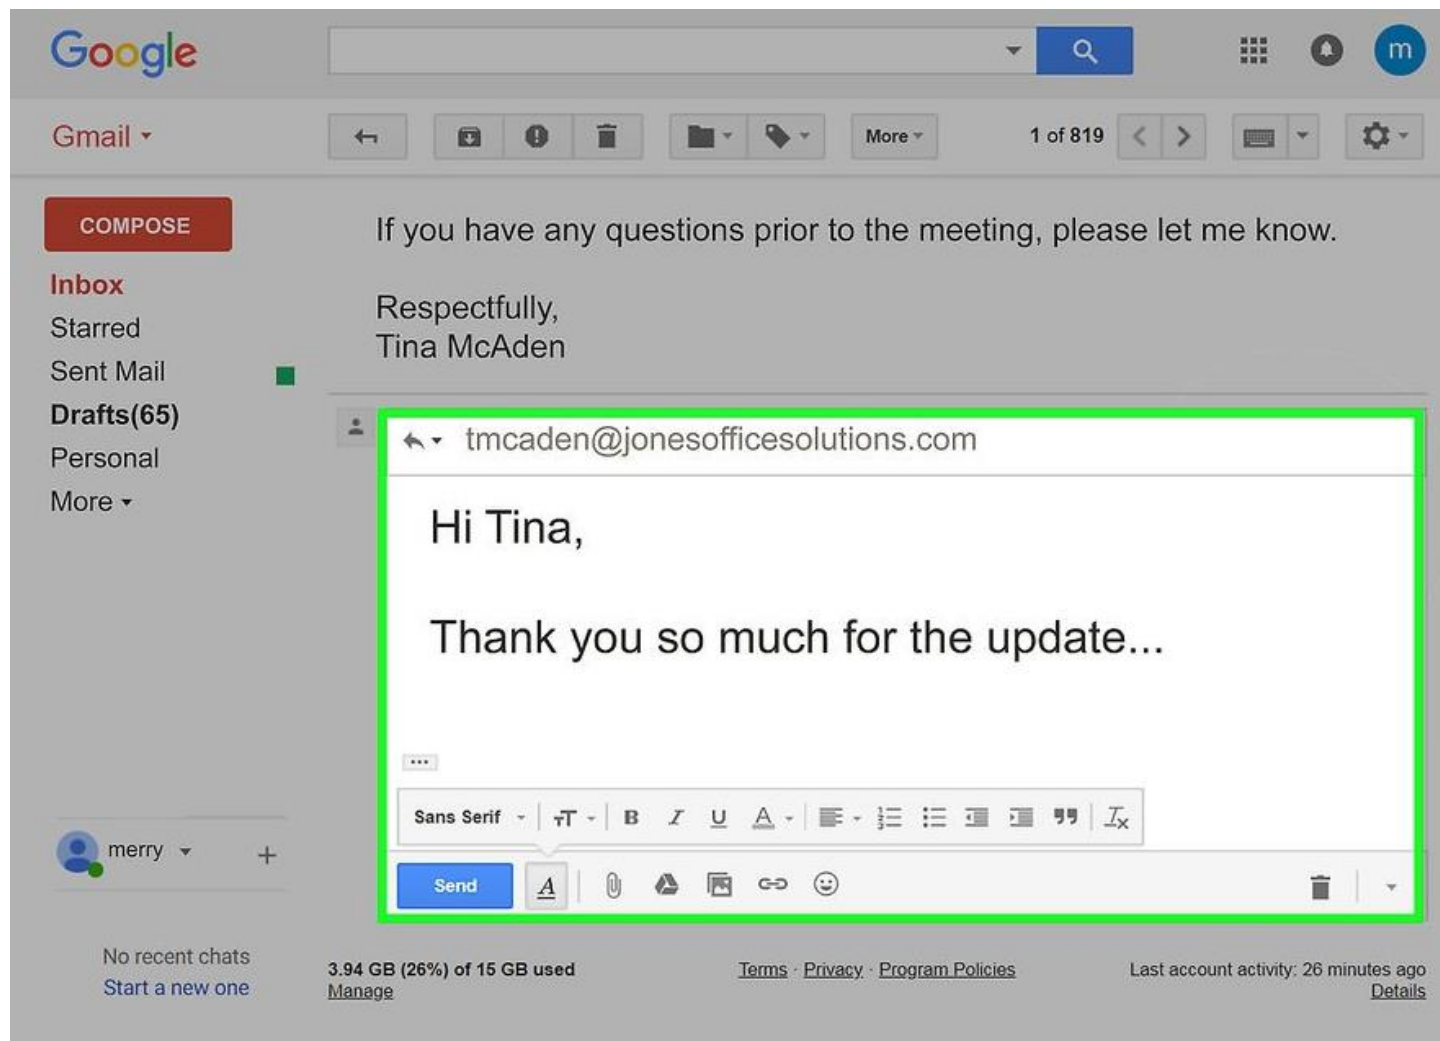 Google
m
Gmail
More
1 of 819
COMPOSE
If you have any questions prior to the meeting, please let me know.
Inbox
Starred
Sent Mail
Drafts(65)
Personal
More
Respectfully,
Tina McAden
tmcaden@jonesofficesolutions.com
Hi Tina,
Thank you so much for the update...
Sans Serif TT B I U A
Send A
merry +
No recent chats
Start a new one
3.94 GB (26%) of 15 GB used
Manage
Terms · Privacy · Program Policies
Last account activity: 26 minutes ago
Details